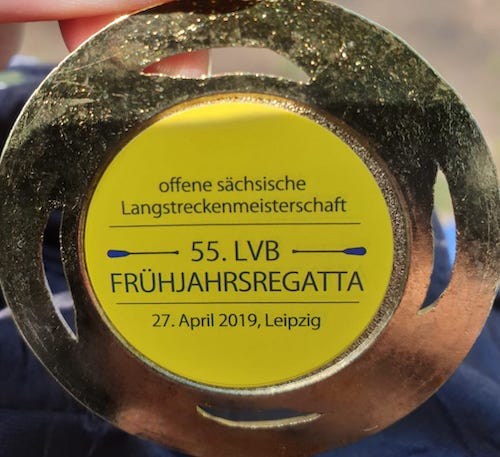 offene sächsische
Langstreckenmeisterschaft
55. LVB
FRÜHJAHRSREGATTA
27. April 2019, Leipzig